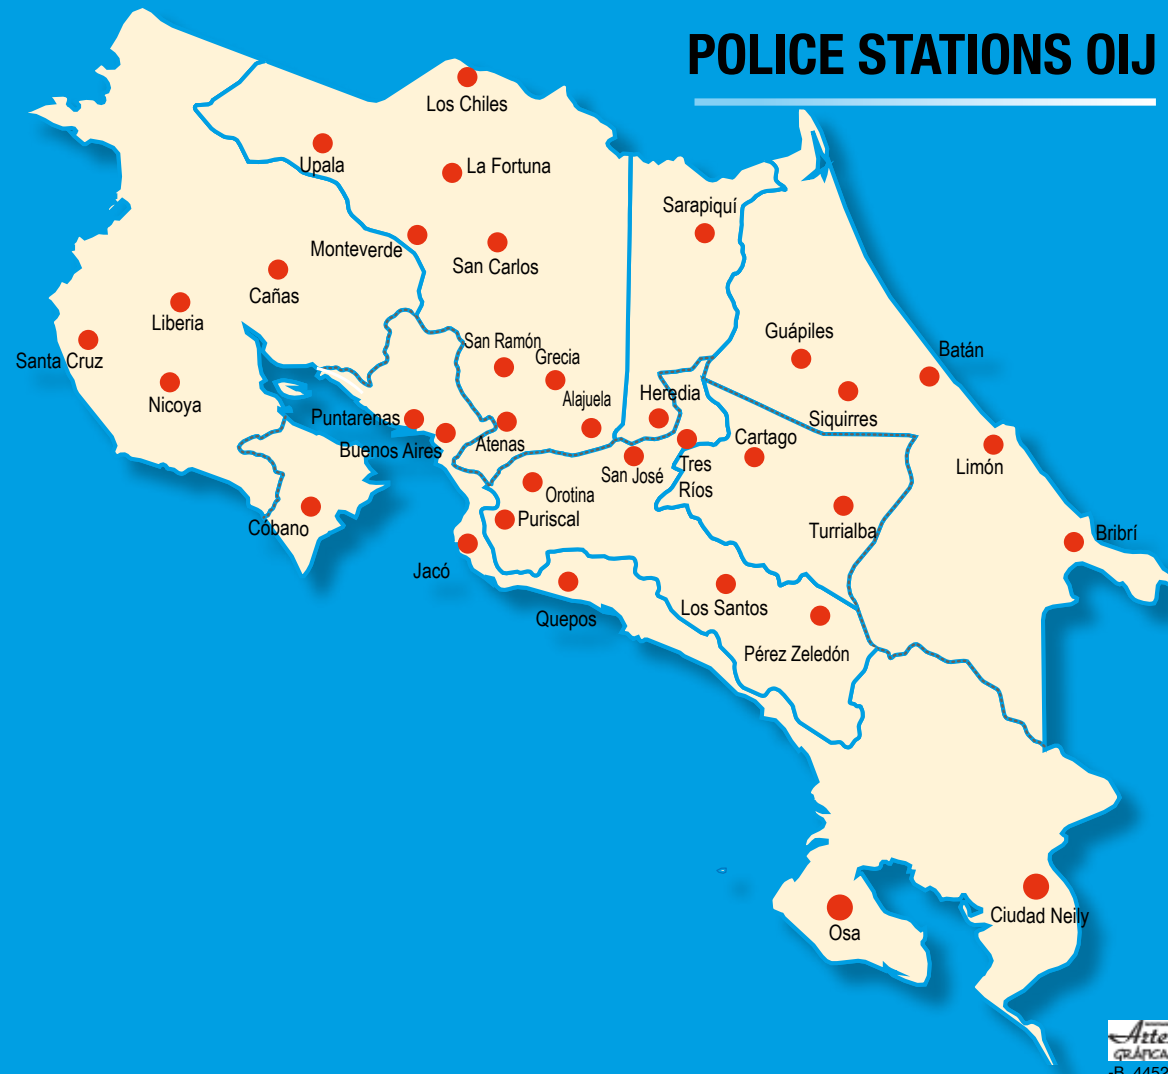 POLICE STATIONS OIJ
Los Chiles
Upala
La Fortuna
Sarapiquí
Monteverde
San Carlos
Cañas
Liberia
Guápiles
Santa Cruz
San Ramón
Grecia
Batán
Nicoya
Alajuela
Heredia
Siquirres
Puntarenas
Buenos Aires
Atenas
Cartago
San José
Tres
Ríos
Limón
Orotina
Puriscal
Cóbano
Turrialba
Bribrí
Jacó
Quepos
Los Santos
Pérez Zeledón
Ciudad Neily
Osa
Arte
GRÁFICA
-B. 4452